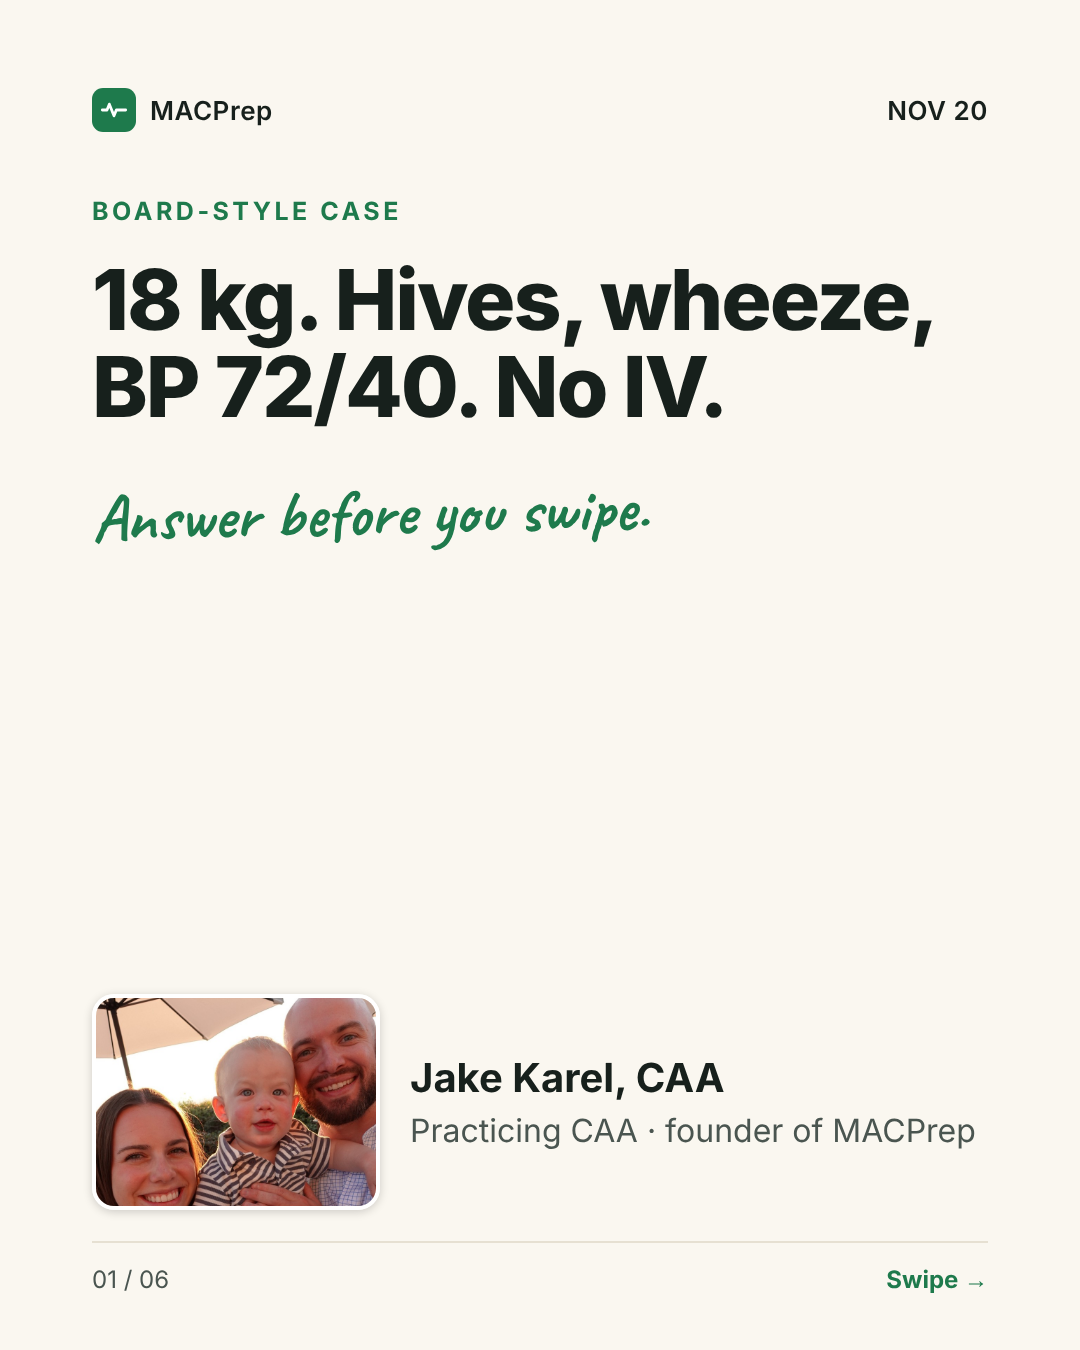 MACPrep
NOV 20
BOARD-STYLE CASE
18 kg. Hives, wheeze,
BP 72/40. No IV.
Answer before you swipe.
Jake Karel, CAA
Practicing CAA · founder of MACPrep
01 / 06
Swipe →